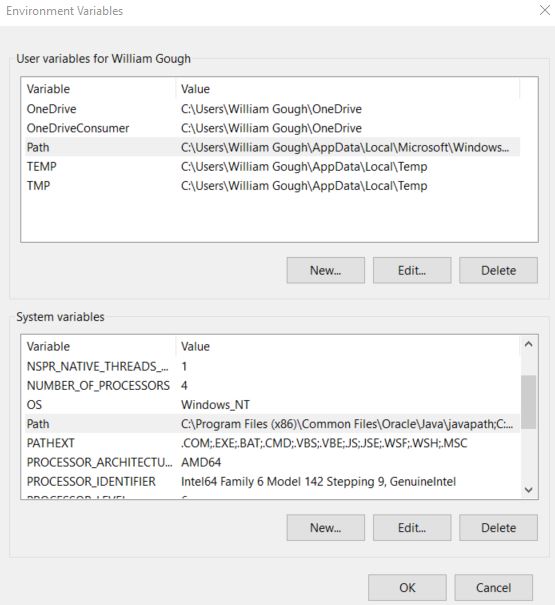 Environment Variables
User variables for William Gough
Variable Value
OneDrive C:\Users\William Gough\OneDrive
OneDriveConsumer C:\Users\William Gough\OneDrive
Path C:\Users\William Gough\AppData\Local\Microsoft\Windows...
TEMP C:\Users\William Gough\AppData\Local\Temp
TMP C:\Users\William Gough\AppData\Local\Temp
New... Edit... Delete
System variables
Variable Value
NSPR_NATIVE_THREADS_... 1
NUMBER_OF_PROCESSORS 4
OS Windows_NT
Path C:\Program Files (x86)\Common Files\Oracle\Java\javapath;C:...
PATHEXT .COM;.EXE;.BAT;.CMD;.VBS;.VBE;.JS;.JSE;.WSF;.WSH;.MSC
PROCESSOR_ARCHITECTU... AMD64
PROCESSOR_IDENTIFIER Intel64 Family 6 Model 142 Stepping 9, GenuineIntel
PROCESSOR_LEVEL 6
New... Edit... Delete
OK Cancel